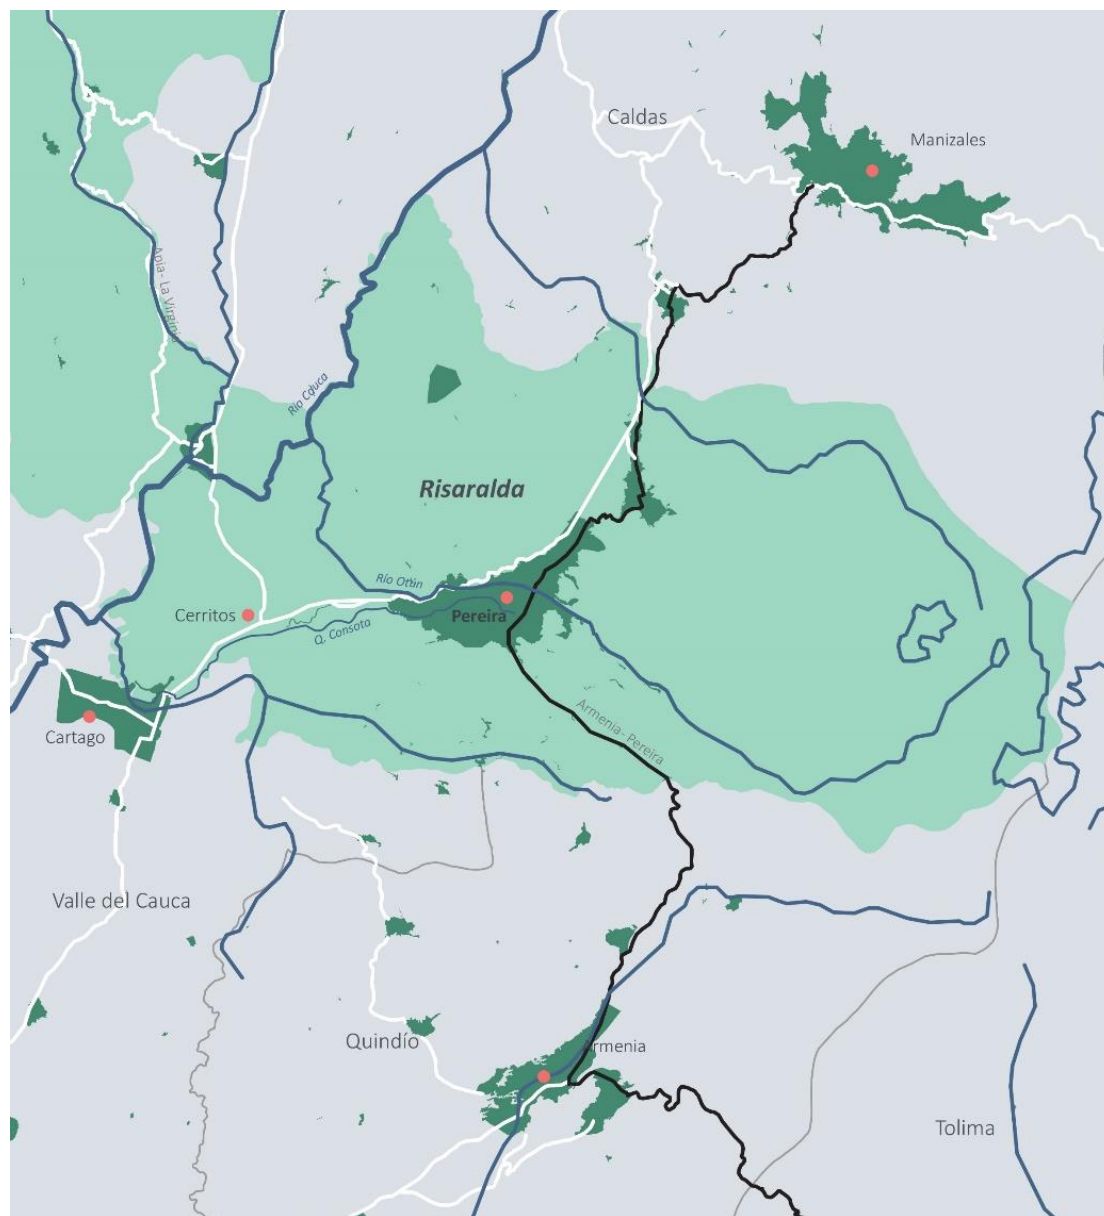 Caldas
Manizales
Apia- La Virginia
Río Cauca
Risaralda
Río Otún
Cerritos
Pereira
Q. Consota
Armenia- Pereira
Cartago
Valle del Cauca
Quindío
Armenia
Tolima